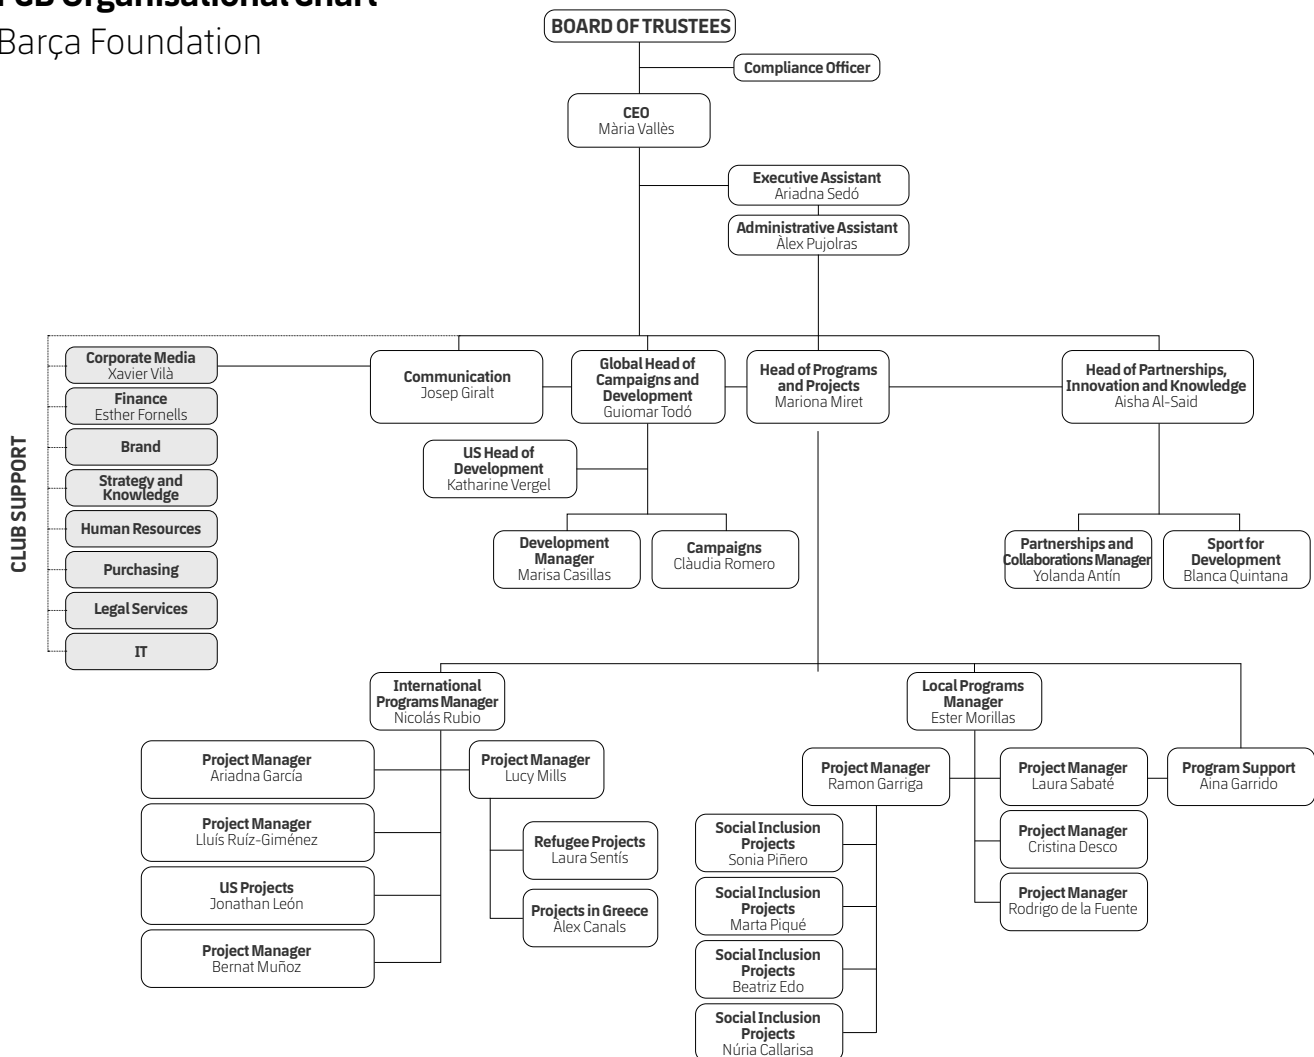 FCB Organisational Chart
Barça Foundation
BOARD OF TRUSTEES
Compliance Officer
CEO
Mària Vallès
Executive Assistant
Ariadna Sedó
Administrative Assistant
Àlex Pujolras
CLUB SUPPORT
Corporate Media
Xavier Vilà
Finance
Esther Fornells
Brand
Strategy and
Knowledge
Human Resources
Purchasing
Legal Services
IT
Communication
Josep Giralt
Global Head of
Campaigns and
Development
Guiomar Todó
Head of Programs
and Projects
Mariona Miret
Head of Partnerships,
Innovation and Knowledge
Aisha Al-Said
US Head of
Development
Katharine Vergel
Development
Manager
Marisa Casillas
Campaigns
Clàudia Romero
Partnerships and
Collaborations Manager
Yolanda Antín
Sport for
Development
Blanca Quintana
International
Programs Manager
Nicolás Rubio
Local Programs
Manager
Ester Morillas
Project Manager
Ariadna García
Project Manager
Lluís Ruíz-Giménez
US Projects
Jonathan León
Project Manager
Bernat Muñoz
Project Manager
Lucy Mills
Refugee Projects
Laura Sentís
Projects in Greece
Àlex Canals
Project Manager
Ramon Garriga
Social Inclusion
Projects
Sonia Piñero
Social Inclusion
Projects
Marta Piqué
Social Inclusion
Projects
Beatriz Edo
Social Inclusion
Projects
Núria Callarisa
Project Manager
Laura Sabaté
Project Manager
Cristina Desco
Project Manager
Rodrigo de la Fuente
Program Support
Aina Garrido